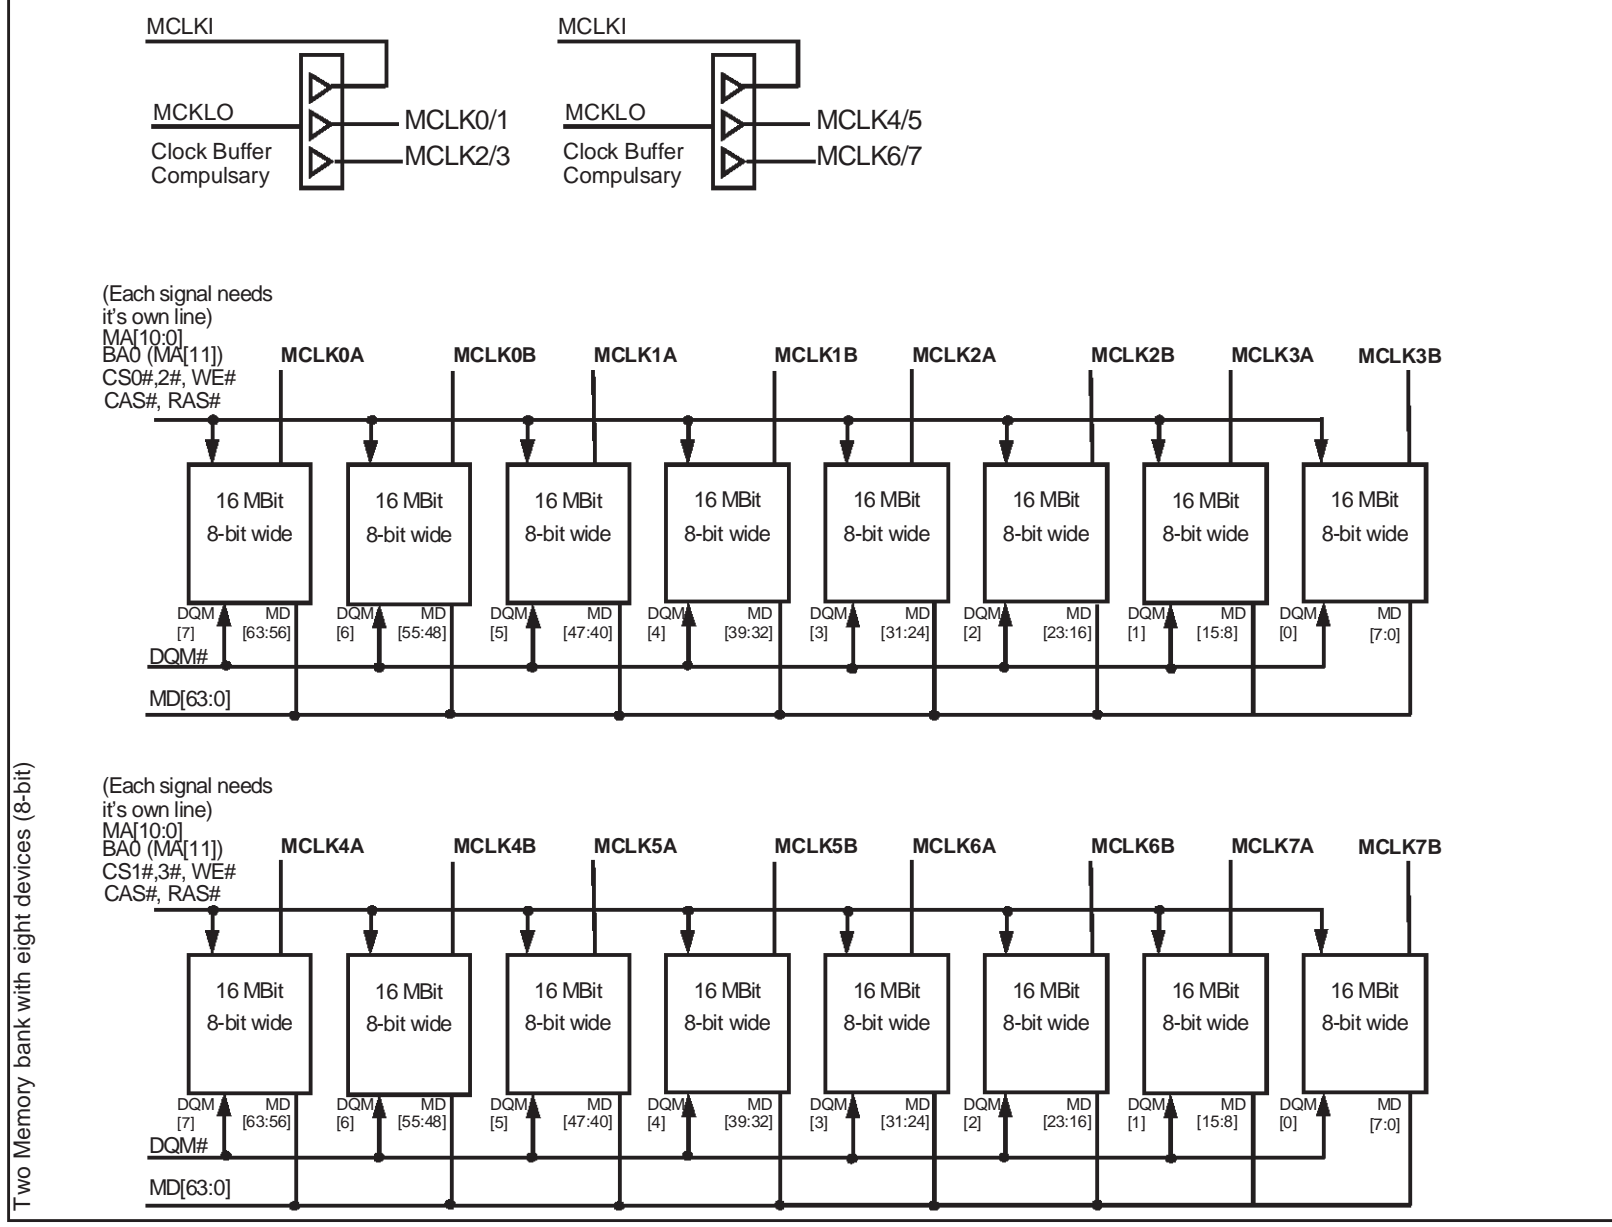 MCLKI
MCKLO
Clock Buffer
Compulsary
MCLK0/1
MCLK2/3
MCLKI
MCKLO
Clock Buffer
Compulsary
MCLK4/5
MCLK6/7
(Each signal needs
it's own line)
MA[10:0]
BA0 (MA[11])
CS0#,2#, WE#
CAS#, RAS#
MCLK0A MCLK0B MCLK1A MCLK1B MCLK2A MCLK2B MCLK3A MCLK3B
16 MBit 16 MBit 16 MBit 16 MBit 16 MBit 16 MBit 16 MBit 16 MBit
8-bit wide 8-bit wide 8-bit wide 8-bit wide 8-bit wide 8-bit wide 8-bit wide 8-bit wide
DQM MD DQM MD DQM MD DQM MD DQM MD DQM MD DQM MD DQM MD
[7] [63:56] [6] [55:48] [5] [47:40] [4] [39:32] [3] [31:24] [2] [23:16] [1] [15:8] [0] [7:0]
DQM#
MD[63:0]
(Each signal needs
it's own line)
MA[10:0]
BA0 (MA[11])
CS1#,3#, WE#
CAS#, RAS#
MCLK4A MCLK4B MCLK5A MCLK5B MCLK6A MCLK6B MCLK7A MCLK7B
16 MBit 16 MBit 16 MBit 16 MBit 16 MBit 16 MBit 16 MBit 16 MBit
8-bit wide 8-bit wide 8-bit wide 8-bit wide 8-bit wide 8-bit wide 8-bit wide 8-bit wide
DQM MD DQM MD DQM MD DQM MD DQM MD DQM MD DQM MD DQM MD
[7] [63:56] [6] [55:48] [5] [47:40] [4] [39:32] [3] [31:24] [2] [23:16] [1] [15:8] [0] [7:0]
DQM#
MD[63:0]
Two Memory bank with eight devices (8-bit)